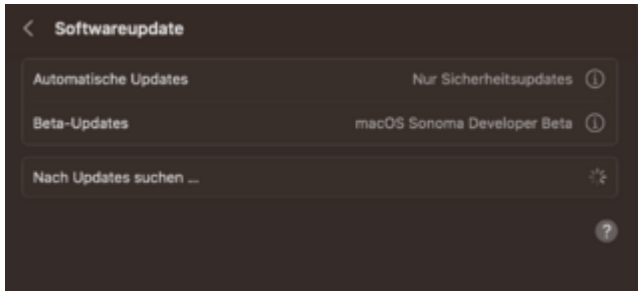 Softwareupdate
Automatische Updates Nur Sicherheitsupdates
Beta-Updates macOS Sonoma Developer Beta
Nach Updates suchen ...
?